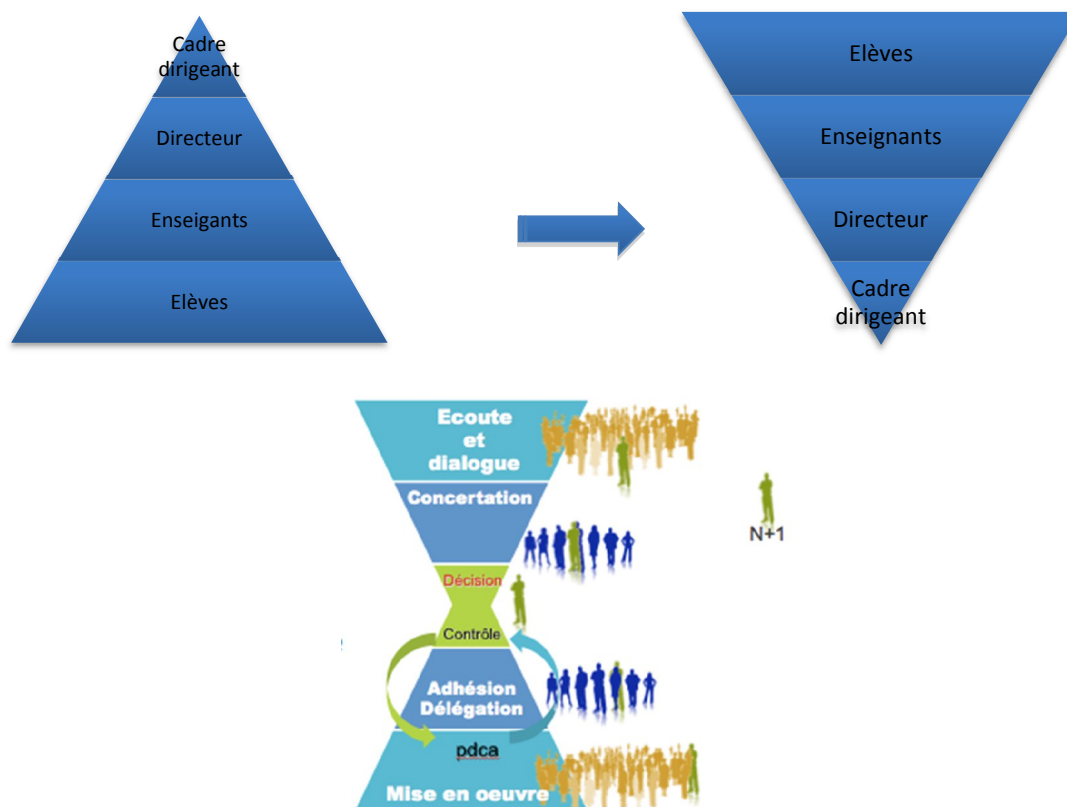 Cadre
dirigeant
Directeur
Enseigants
Elèves
Elèves
Enseignants
Directeur
Cadre
dirigeant
Ecoute
et
dialogue
Concertation
N+1
Décision
Contrôle
Adhésion
Délégation
pdca
Mise en oeuvre